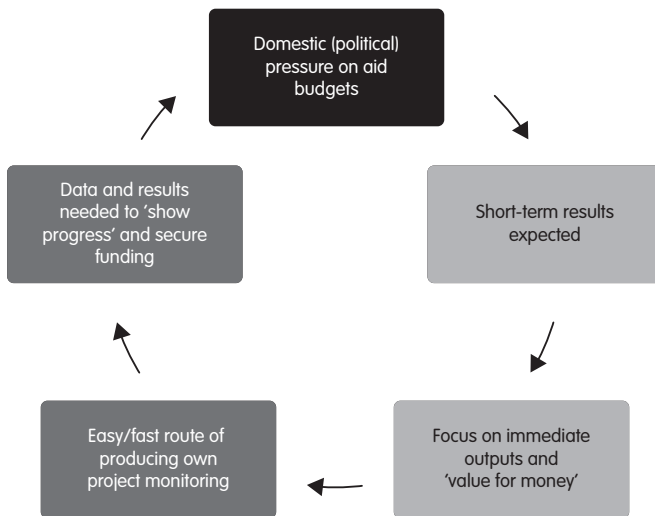 Domestic (political)
pressure on aid
budgets
Short-term results
expected
Focus on immediate
outputs and
‘value for money’
Easy/fast route of
producing own
project monitoring
Data and results
needed to ‘show
progress’ and secure
funding